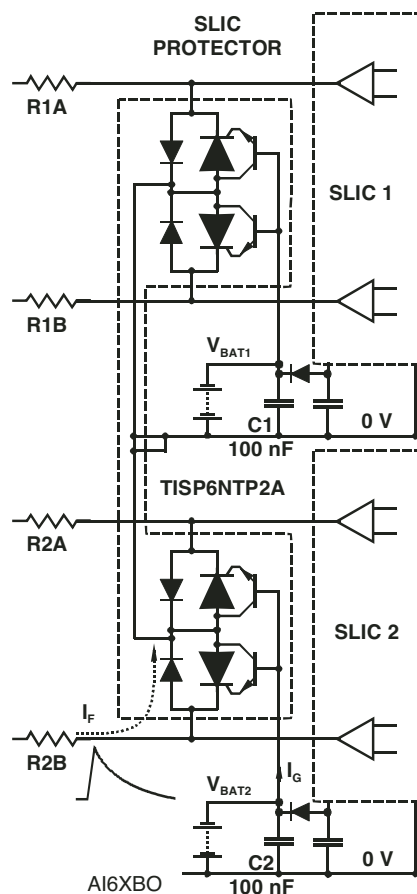 SLIC
PROTECTOR
R1A
SLIC 1
R1B
VBAT1
C1
0 V
100 nF
TISP6NTP2A
R2A
SLIC 2
IF
R2B
VBAT2
IG
C2
0 V
AI6XBO
100 nF